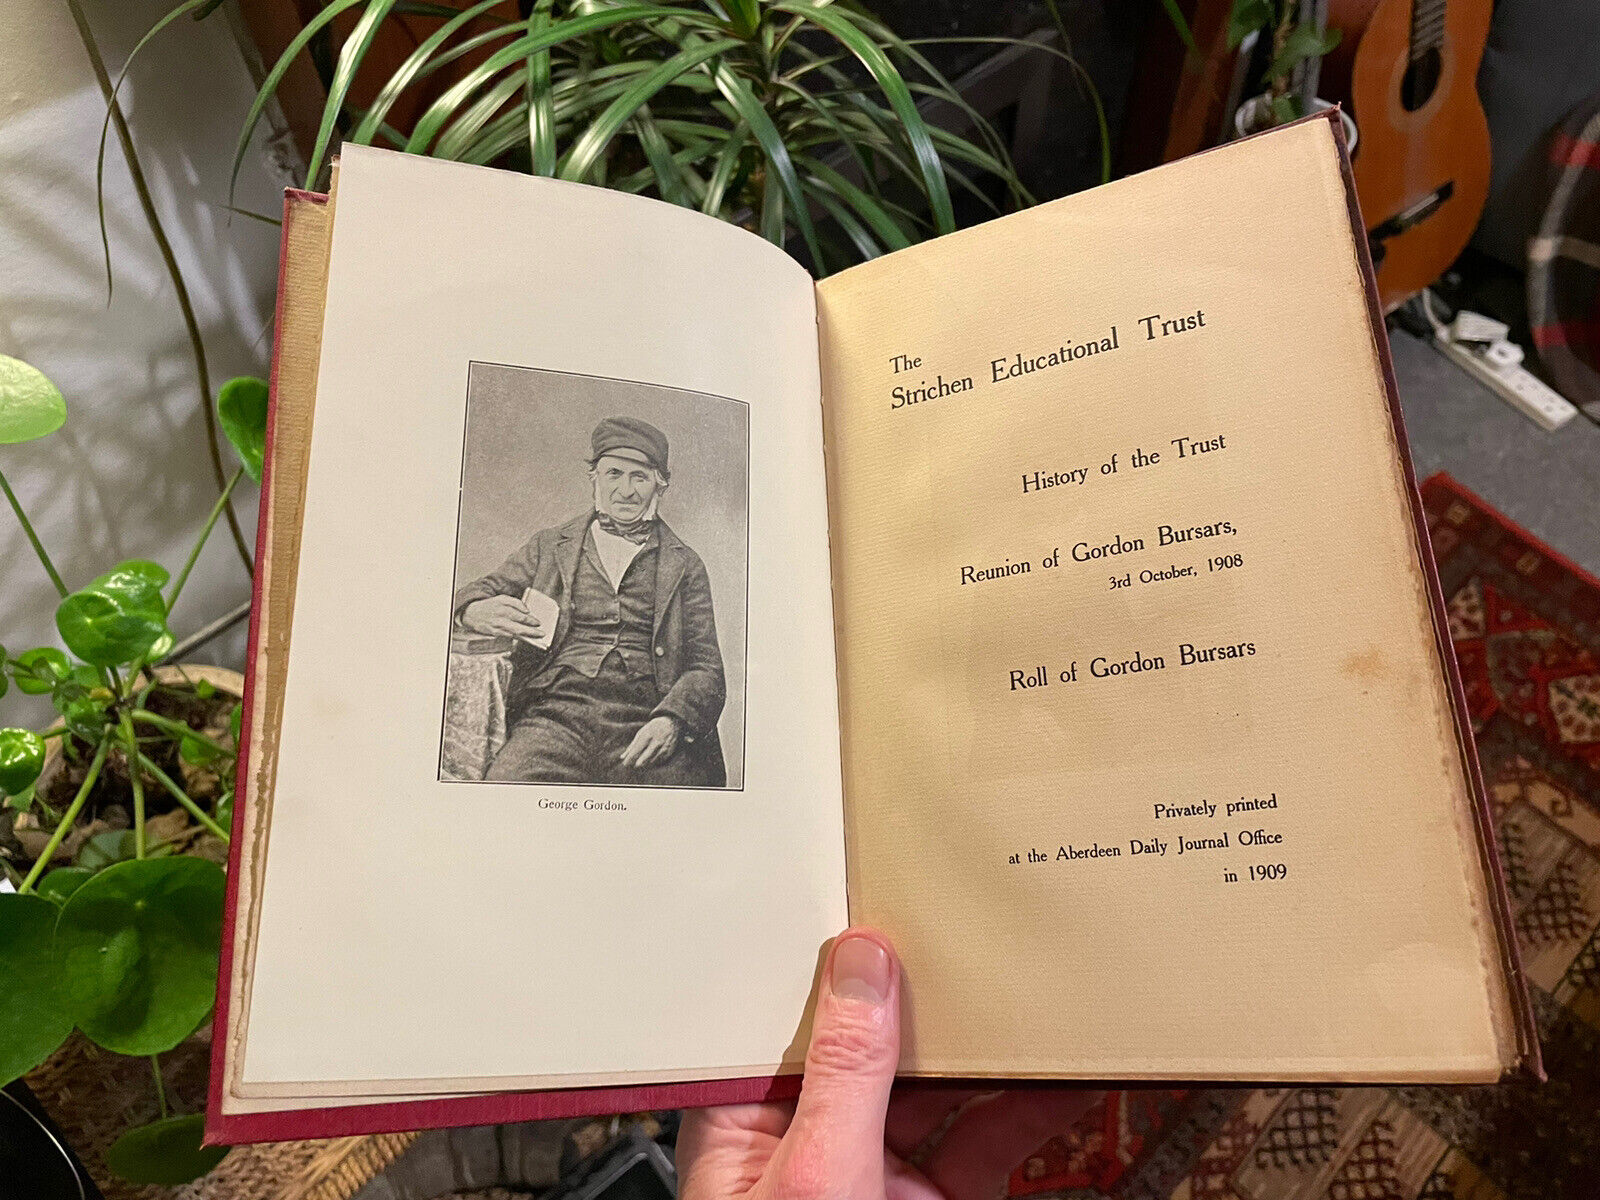 George Gordon.
The
Strichen Educational Trust
History of the Trust
Reunion of Gordon Bursars,
3rd October, 1908
Roll of Gordon Bursars
Privately printed
at the Aberdeen Daily Journal Office
in 1909